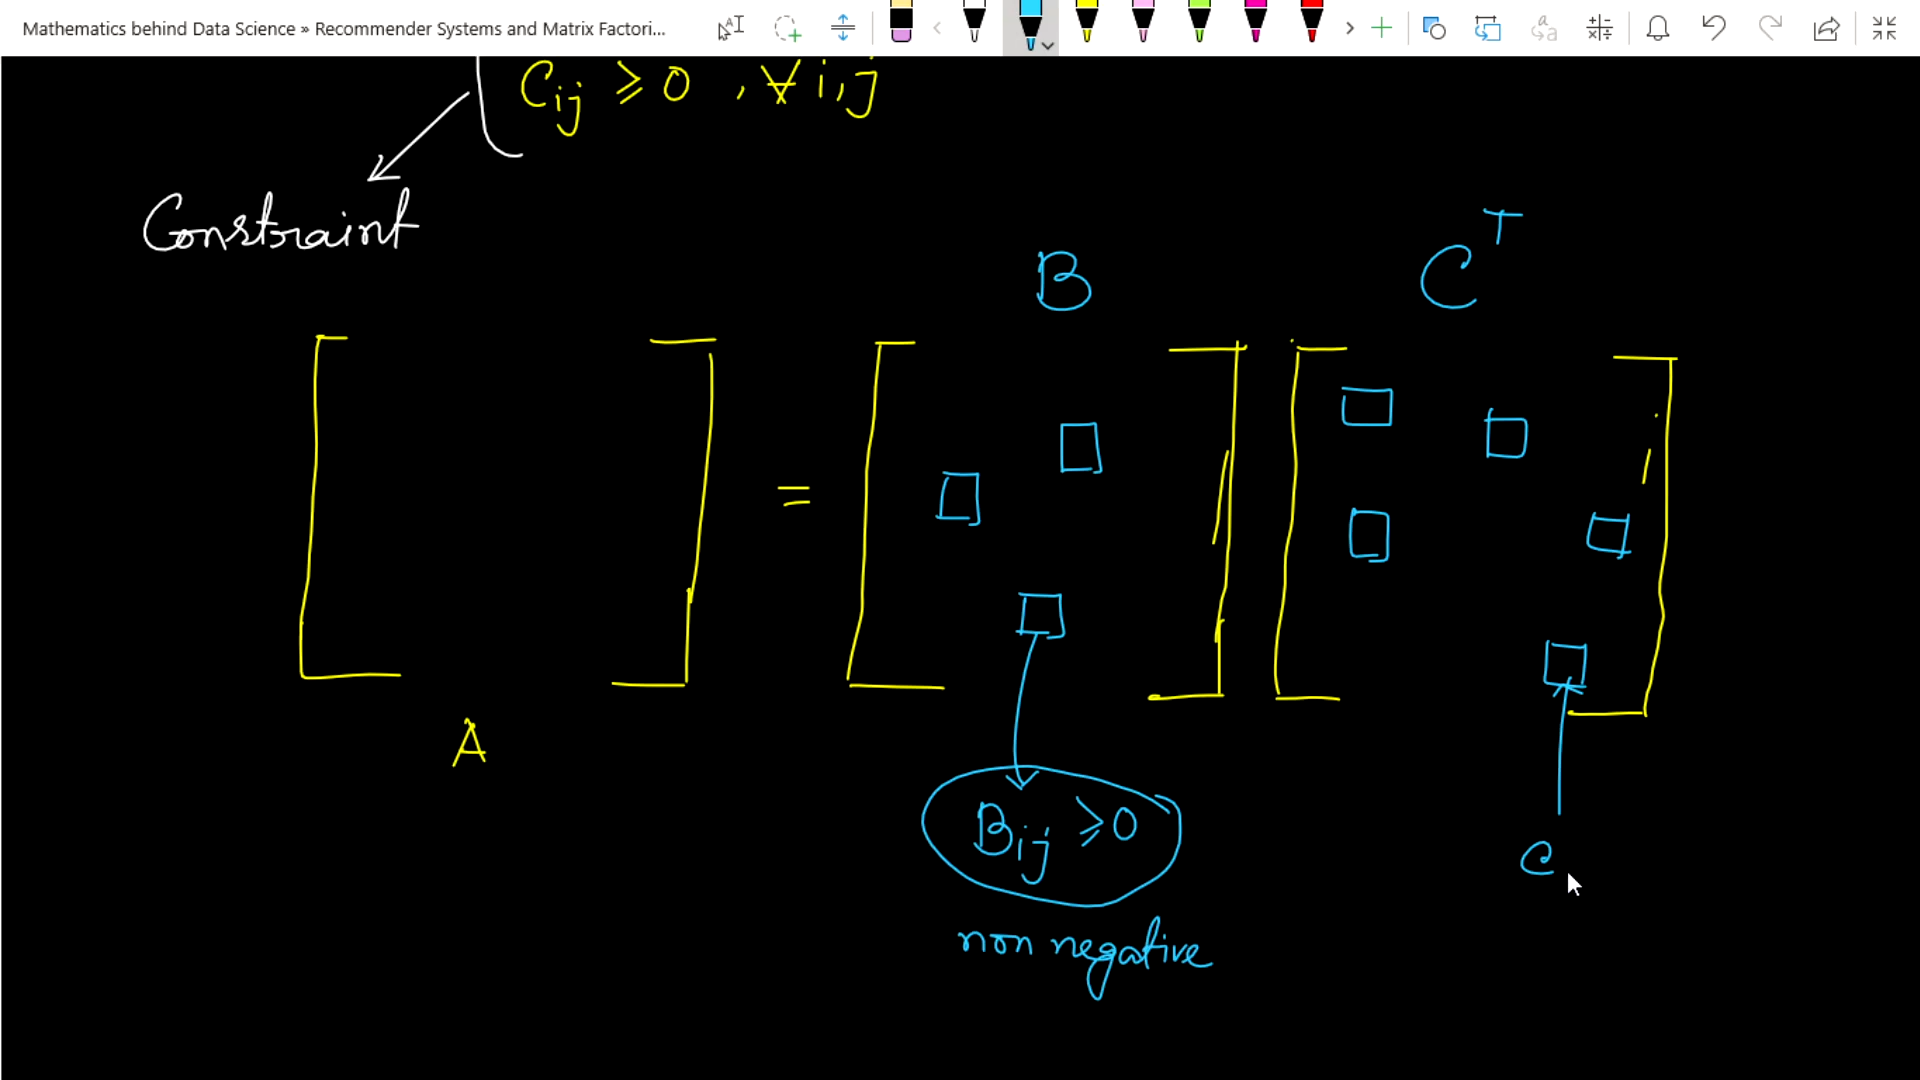 Mathematics behind Data Science » Recommender Systems and Matrix Factori...
Cij ≥ 0 , ∀ i, j
Constraint
B
C^T
=
A
Bij ≥ 0
C
non negative